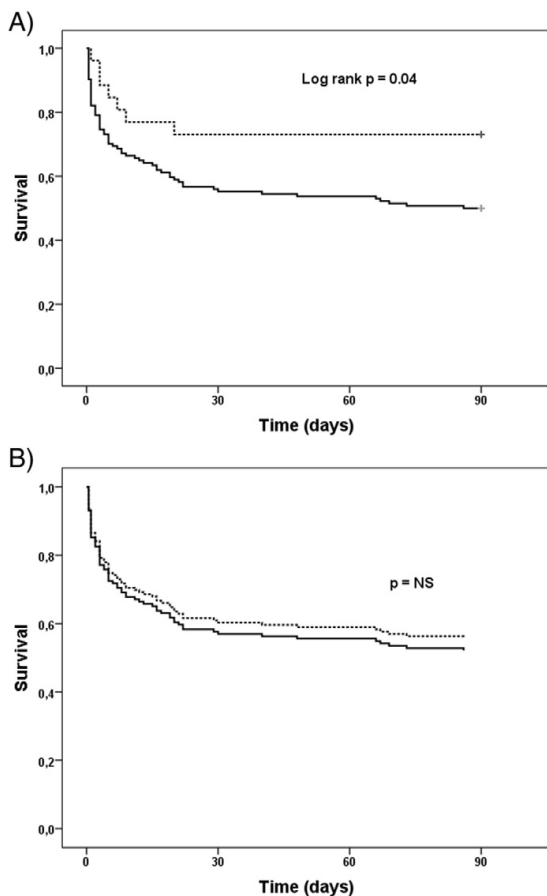 A)
Log rank p = 0.04
1,0
0,8
0,6
0,4
0,2
0,0
Survival
0 30 60 90
Time (days)
B)
p = NS
1,0
0,8
0,6
0,4
0,2
0,0
Survival
0 30 60 90
Time (days)